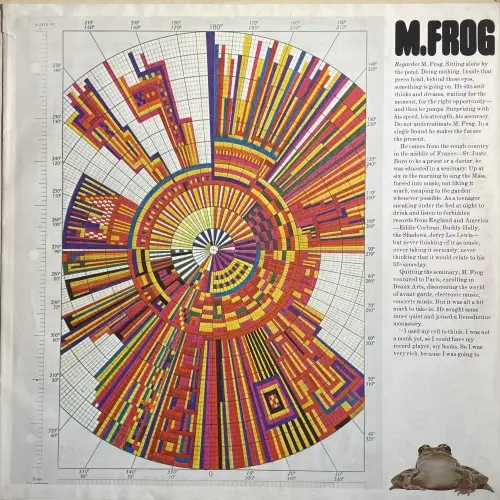 M.FROG
Regardez M. Frog. Sitting alone by
the pond. Doing nothing. Inside that
green head, behind those eyes,
something is going on. He sits and
thinks and dreams, waiting for the
moment, for the right opportunity—
and then he jumps. Surprising with
his speed, his strength, his accuracy.
Do not underestimate M. Frog. In a
single bound he makes the future
the present.
He comes from the rough country
in the middle of France—St. Juste.
Born to be a priest or a doctor, he
was educated in a seminary. Up at
six in the morning to sing the Mass,
forced into music, not liking it
much, escaping to the garden
whenever possible. As a teenager
sneaking under the bed at night to
drink and listen to forbidden
records from England and America
—Eddie Cochran, Buddy Holly,
the Shadows, Jerry Lee Lewis—
but never thinking of it as music,
never taking it seriously, never
thinking that it would relate to his
life someday.
Quitting the seminary, M. Frog
ventured to Paris, enrolling in
Beaux Arts, discovering the world
of avant-garde, electronic music,
concrete music. But it was all a bit
much to take in. He sought some
inner quiet and joined a Benedictine
monastery.
"I used my cell to think. I was not
a monk yet, so I could have my
record player, my books. So I was
very rich, because I was going to
210°
200°
190°
180°
170°
160°
150°
0